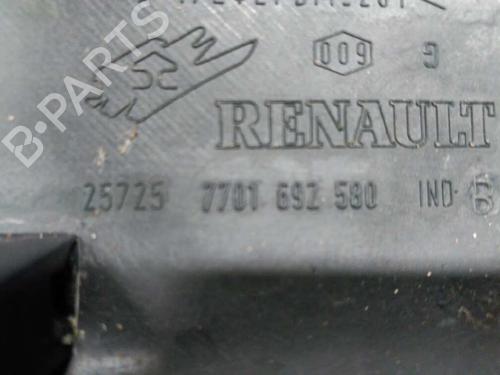 009 G
RENAULT
25725 7701 692 580 IND. B
B-PARTS